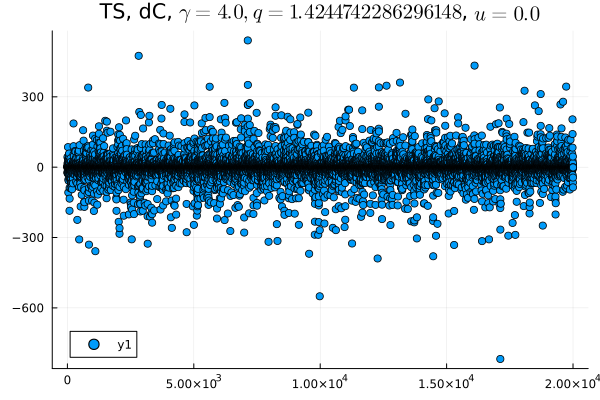 TS, dC, γ = 4.0, q = 1.4244742286296148, u = 0.0
300
0
−300
−600
y1
0 5.00×10³ 1.00×10⁴ 1.50×10⁴ 2.00×10⁴